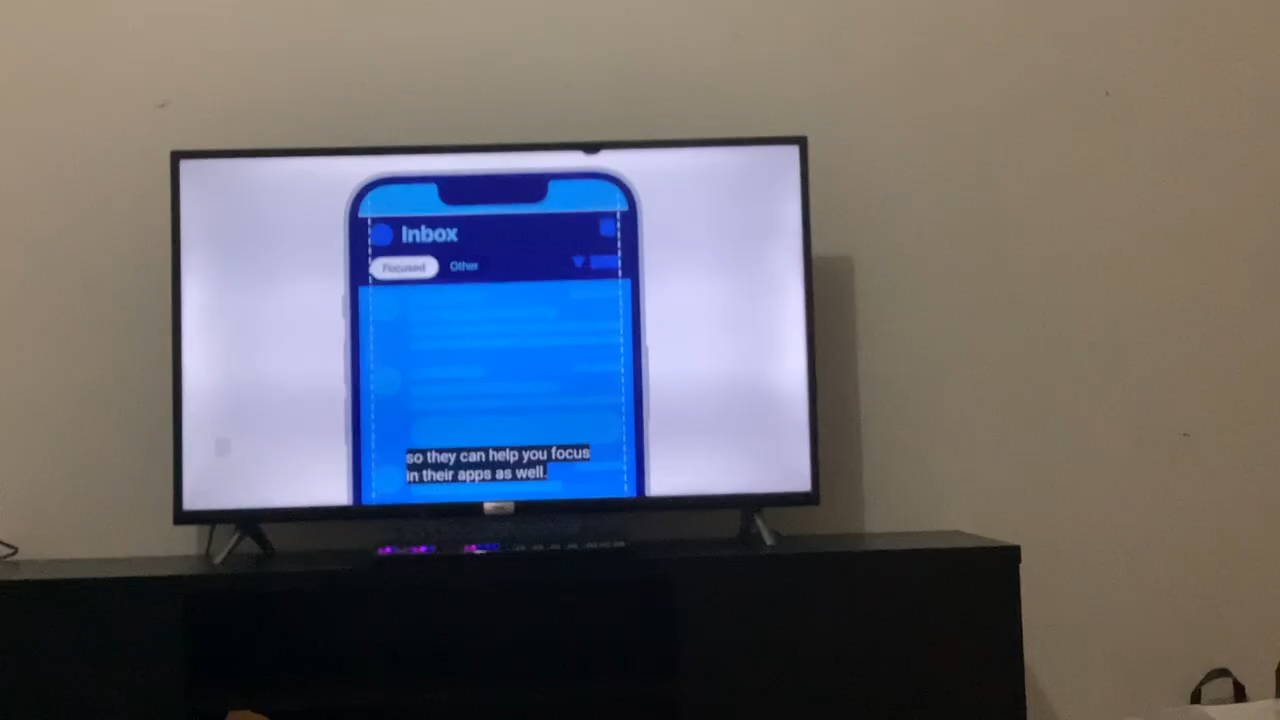 Inbox
Focused Other
so they can help you focus
in their apps as well.